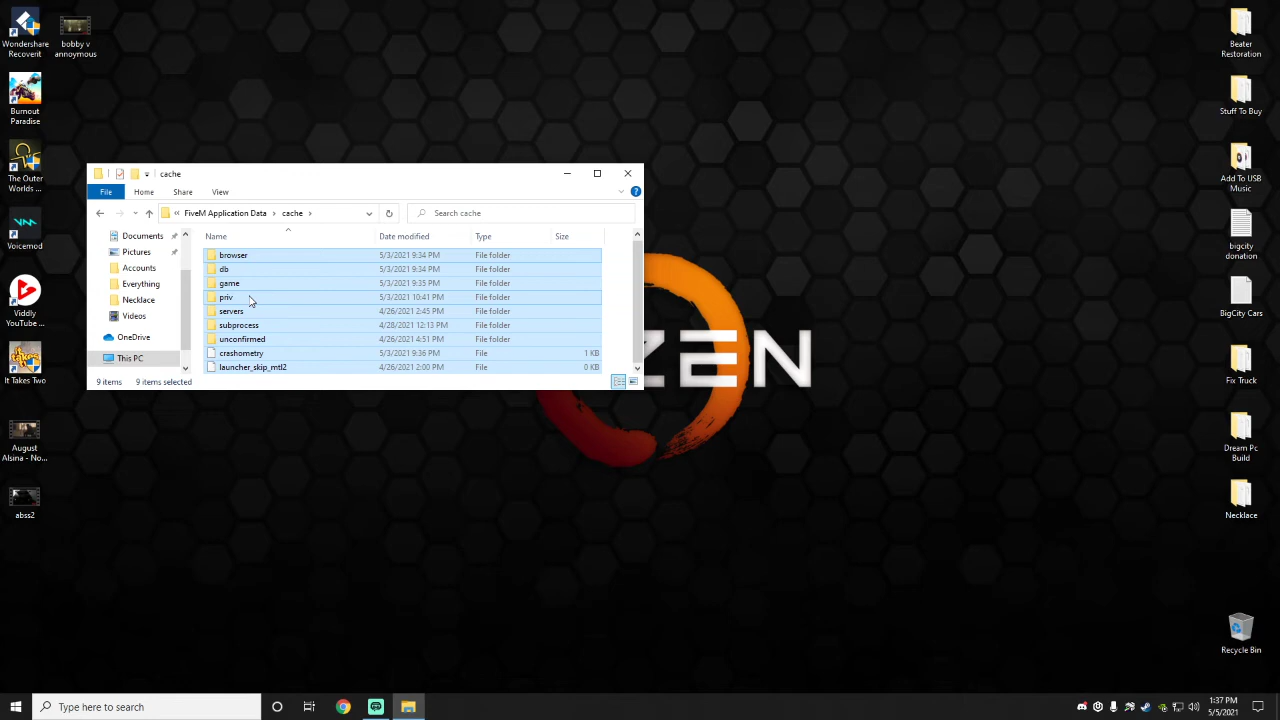 Wondershare
Recoverit
bobby v
annoymous
Burnout
Paradise
The Outer
Worlds ...
Voicemod
Viddly
YouTube ...
It Takes Two
August
Alsina - No...
abss2
cache
File
Home
Share
View
FiveM Application Data
cache
Search cache
Documents
Pictures
Accounts
Everything
Necklace
Videos
OneDrive
This PC
Name
Date modified
Type
Size
browser 5/3/2021 9:34 PM File folder
db 5/3/2021 9:34 PM File folder
game 5/3/2021 9:35 PM File folder
priv 5/3/2021 10:41 PM File folder
servers 4/26/2021 2:45 PM File folder
subprocess 4/28/2021 12:13 PM File folder
unconfirmed 4/26/2021 4:51 PM File folder
crashometry 5/3/2021 9:36 PM File 1 KB
launcher_skip_mtl2 4/26/2021 2:00 PM File 0 KB
9 items
9 items selected
ZEN
Beater
Restoration
Stuff To Buy
Add To USB
Music
bigcity
donation
BigCity Cars
Fix Truck
Dream Pc
Build
Necklace
Recycle Bin
Type here to search
1:37 PM
5/5/2021